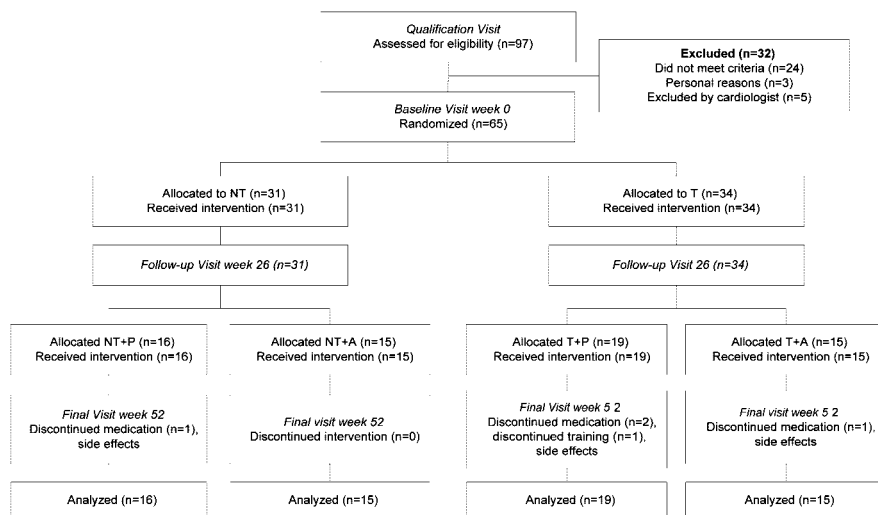 Qualification Visit
Assessed for eligibility (n=97)
Excluded (n=32)
Did not meet criteria (n=24)
Personal reasons (n=3)
Excluded by cardiologist (n=5)
Baseline Visit week 0
Randomized (n=65)
Allocated to NT (n=31)
Received intervention (n=31)
Allocated to T (n=34)
Received intervention (n=34)
Follow-up Visit week 26 (n=31)
Follow-up Visit 26 (n=34)
Allocated NT+P (n=16)
Received intervention (n=16)
Allocated NT+A (n=15)
Received intervention (n=15)
Allocated T+P (n=19)
Received intervention (n=19)
Allocated T+A (n=15)
Received intervention (n=15)
Final Visit week 52
Discontinued medication (n=1),
side effects
Final visit week 52
Discontinued intervention (n=0)
Final Visit week 5 2
Discontinued medication (n=2),
discontinued training (n=1),
side effects
Final visit week 5 2
Discontinued medication (n=1),
side effects
Analyzed (n=16)
Analyzed (n=15)
Analyzed (n=19)
Analyzed (n=15)